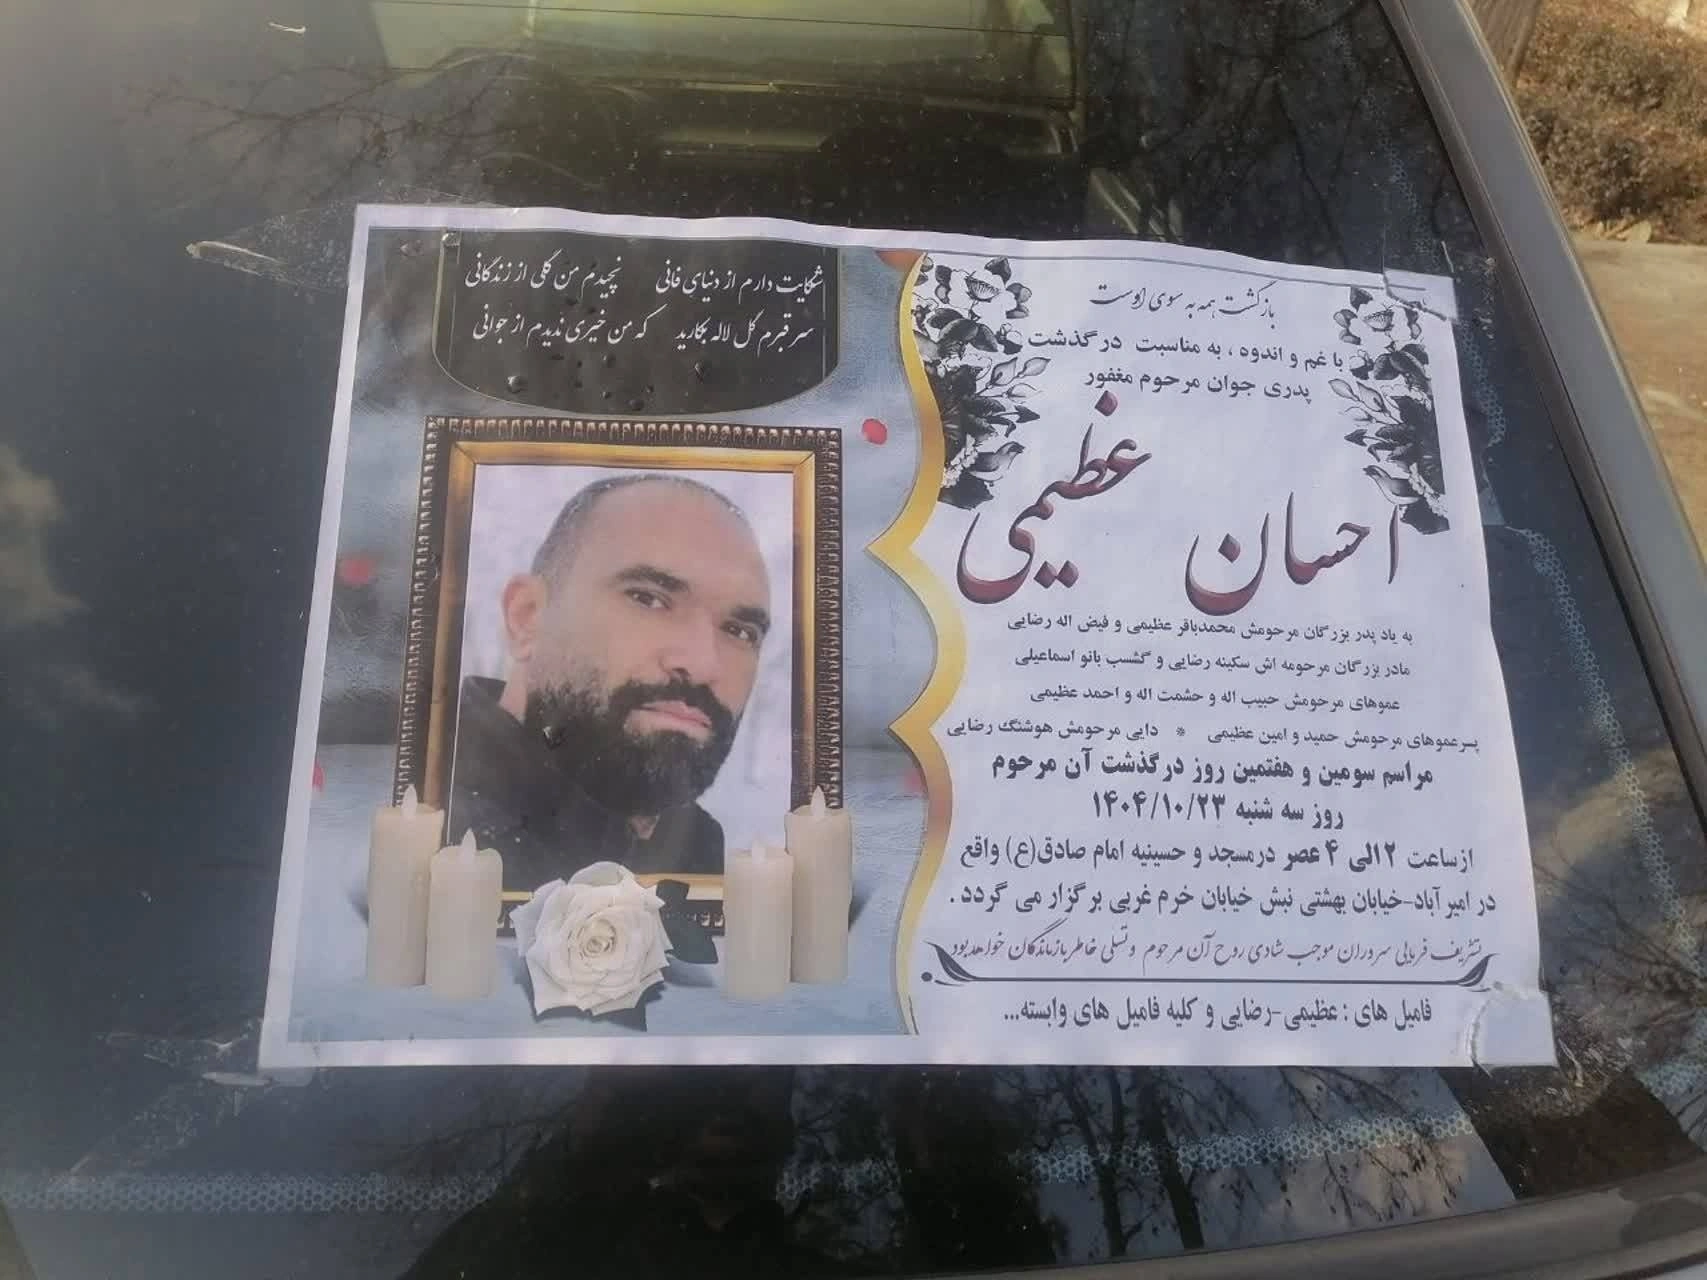 شکایت دارم از دنیای فانی نچیدم من گلی از زندگانی
سر قبرم گل لاله بکارید که من خیری ندیدم از جوانی
بازگشت همه به سوی اوست
با غم و اندوه ، به مناسبت درگذشت
پدری جوان مرحوم مغفور
احسان عظیمی
به یاد پدر بزرگان مرحومش محمدباقر عظیمی و فیض اله رضایی
مادر بزرگان مرحومه اش سکینه رضایی و گشسب بانو اسماعیلی
عموهای مرحومش حبیب اله و حشمت اله و احمد عظیمی
پسرعموهای مرحومش حمید و امین عظیمی * دایی مرحومش هوشنگ رضایی
مراسم سومین و هفتمین روز درگذشت آن مرحوم
روز سه شنبه ۱۴۰۴/۱۰/۲۳
از ساعت ۲الی ۴ عصر درمسجد و حسینیه امام صادق(ع) واقع
در امیرآباد-خیابان بهشتی نبش خیابان خرم غربی برگزار می گردد .
تشریف فرمایی سروران موجب شادی روح آن مرحوم و تسلی خاطر بازماندگان خواهد بود
فامیل های : عظیمی-رضایی و کلیه فامیل های وابسته...